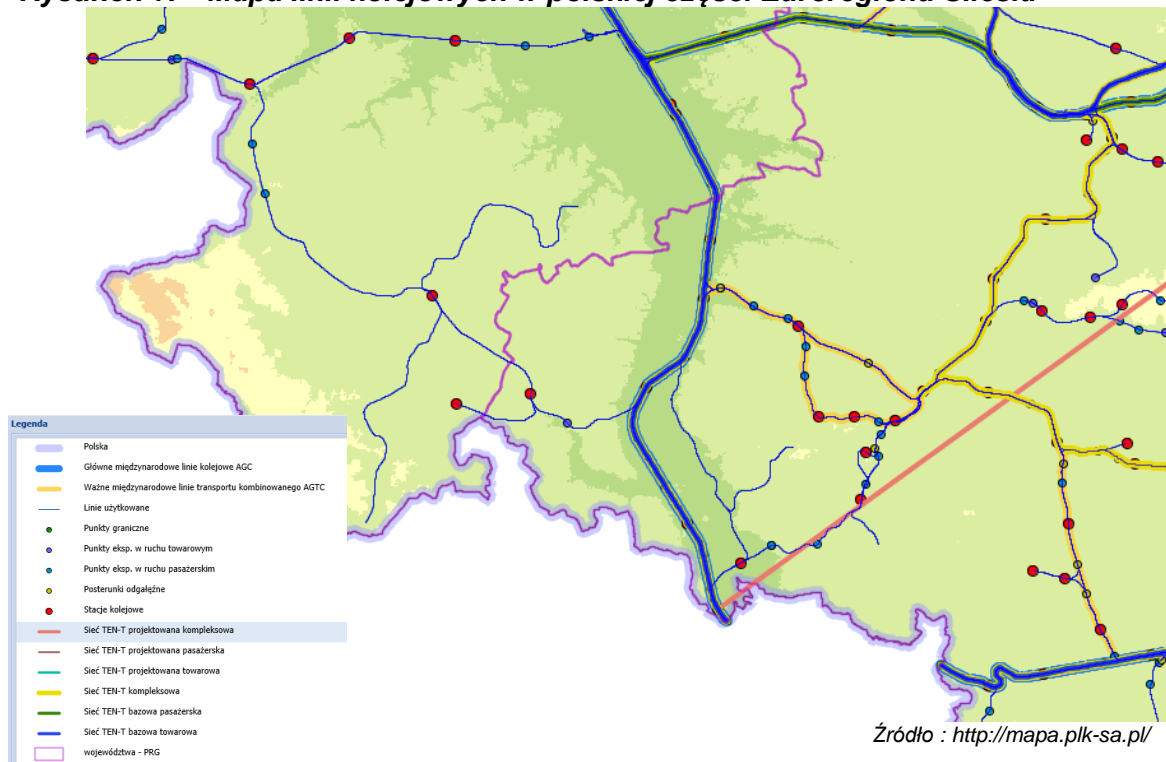 Legenda
Polska
Główne międzynarodowe linie kolejowe AGC
Ważne międzynarodowe linie transportu kombinowanego AGTC
Linie użytkowane
Punkty graniczne
Punkty eksp. w ruchu towarowym
Punkty eksp. w ruchu pasażerskim
Posterunki odgałęźne
Stacje kolejowe
Sieć TEN-T projektowana kompleksowa
Sieć TEN-T projektowana pasażerska
Sieć TEN-T projektowana towarowa
Sieć TEN-T kompleksowa
Sieć TEN-T bazowa pasażerska
Sieć TEN-T bazowa towarowa
województwa - PRG
Źródło : http://mapa.plk-sa.pl/